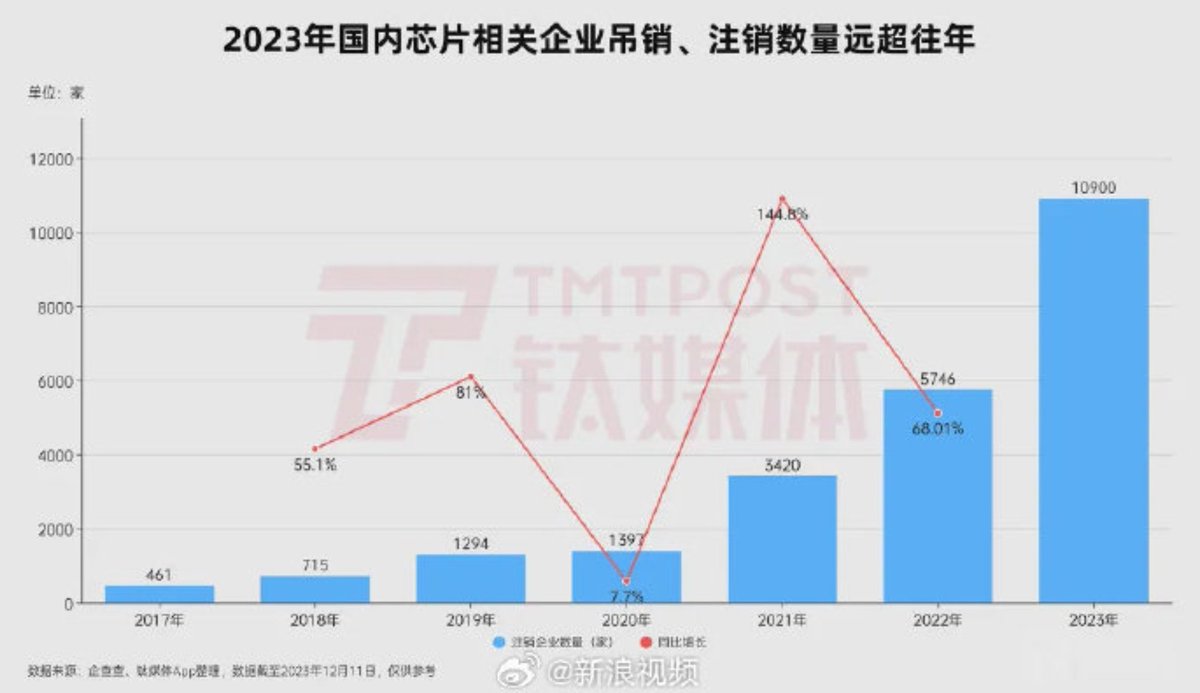 2023年国内芯片相关企业吊销、注销数量远超往年
单位：家
12000
10000
8000
6000
4000
2000
0
461
715
1294
1397
3420
5746
10900
55.1%
81%
7.7%
144.8%
68.01%
TMTPOST
钛媒体
2017年
2018年
2019年
2020年
2021年
2022年
2023年
注销企业数量（家）
同比增长
数据来源：企查查、钛媒体App整理，数据截至2023年12月11日，仅供参考
@新浪视频